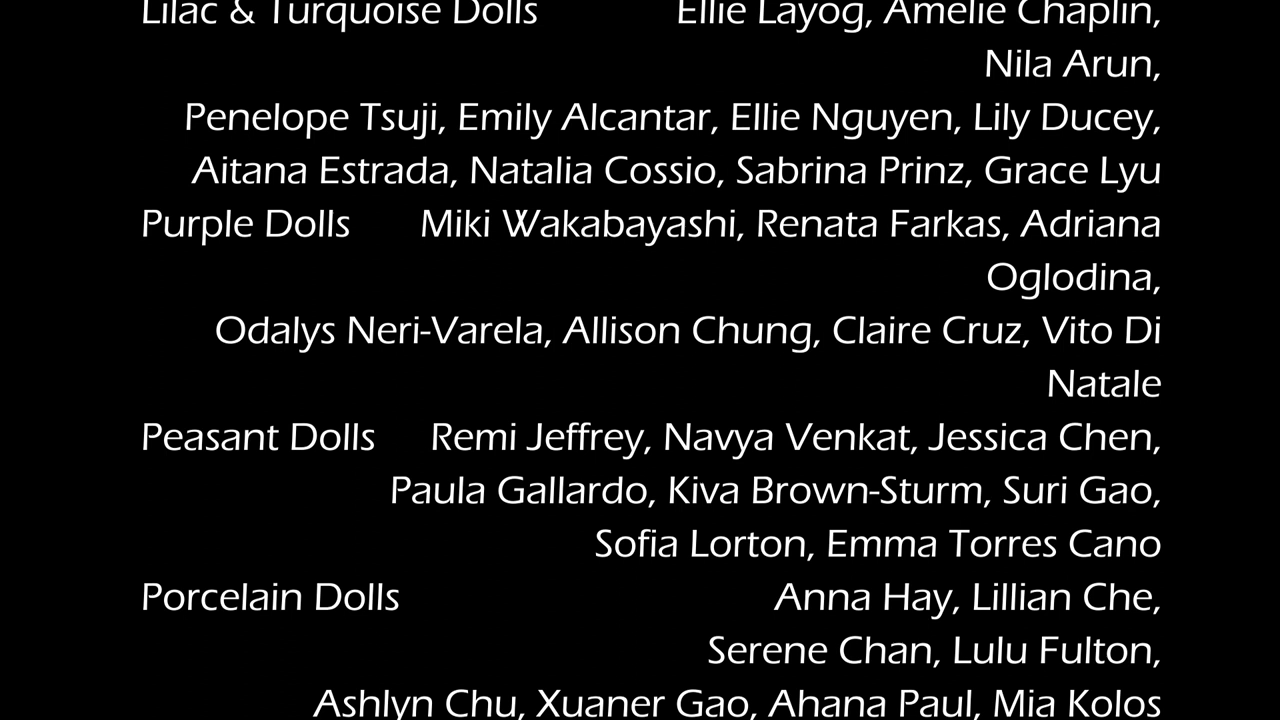 Lilac & Turquoise Dolls Ellie Layog, Amelie Chaplin,
Nila Arun,
Penelope Tsuji, Emily Alcantar, Ellie Nguyen, Lily Ducey,
Aitana Estrada, Natalia Cossio, Sabrina Prinz, Grace Lyu
Purple Dolls Miki Wakabayashi, Renata Farkas, Adriana
Oglodina,
Odalys Neri-Varela, Allison Chung, Claire Cruz, Vito Di
Natale
Peasant Dolls Remi Jeffrey, Navya Venkat, Jessica Chen,
Paula Gallardo, Kiva Brown-Sturm, Suri Gao,
Sofia Lorton, Emma Torres Cano
Porcelain Dolls Anna Hay, Lillian Che,
Serene Chan, Lulu Fulton,
Ashlyn Chu, Xuaner Gao, Ahana Paul, Mia Kolos